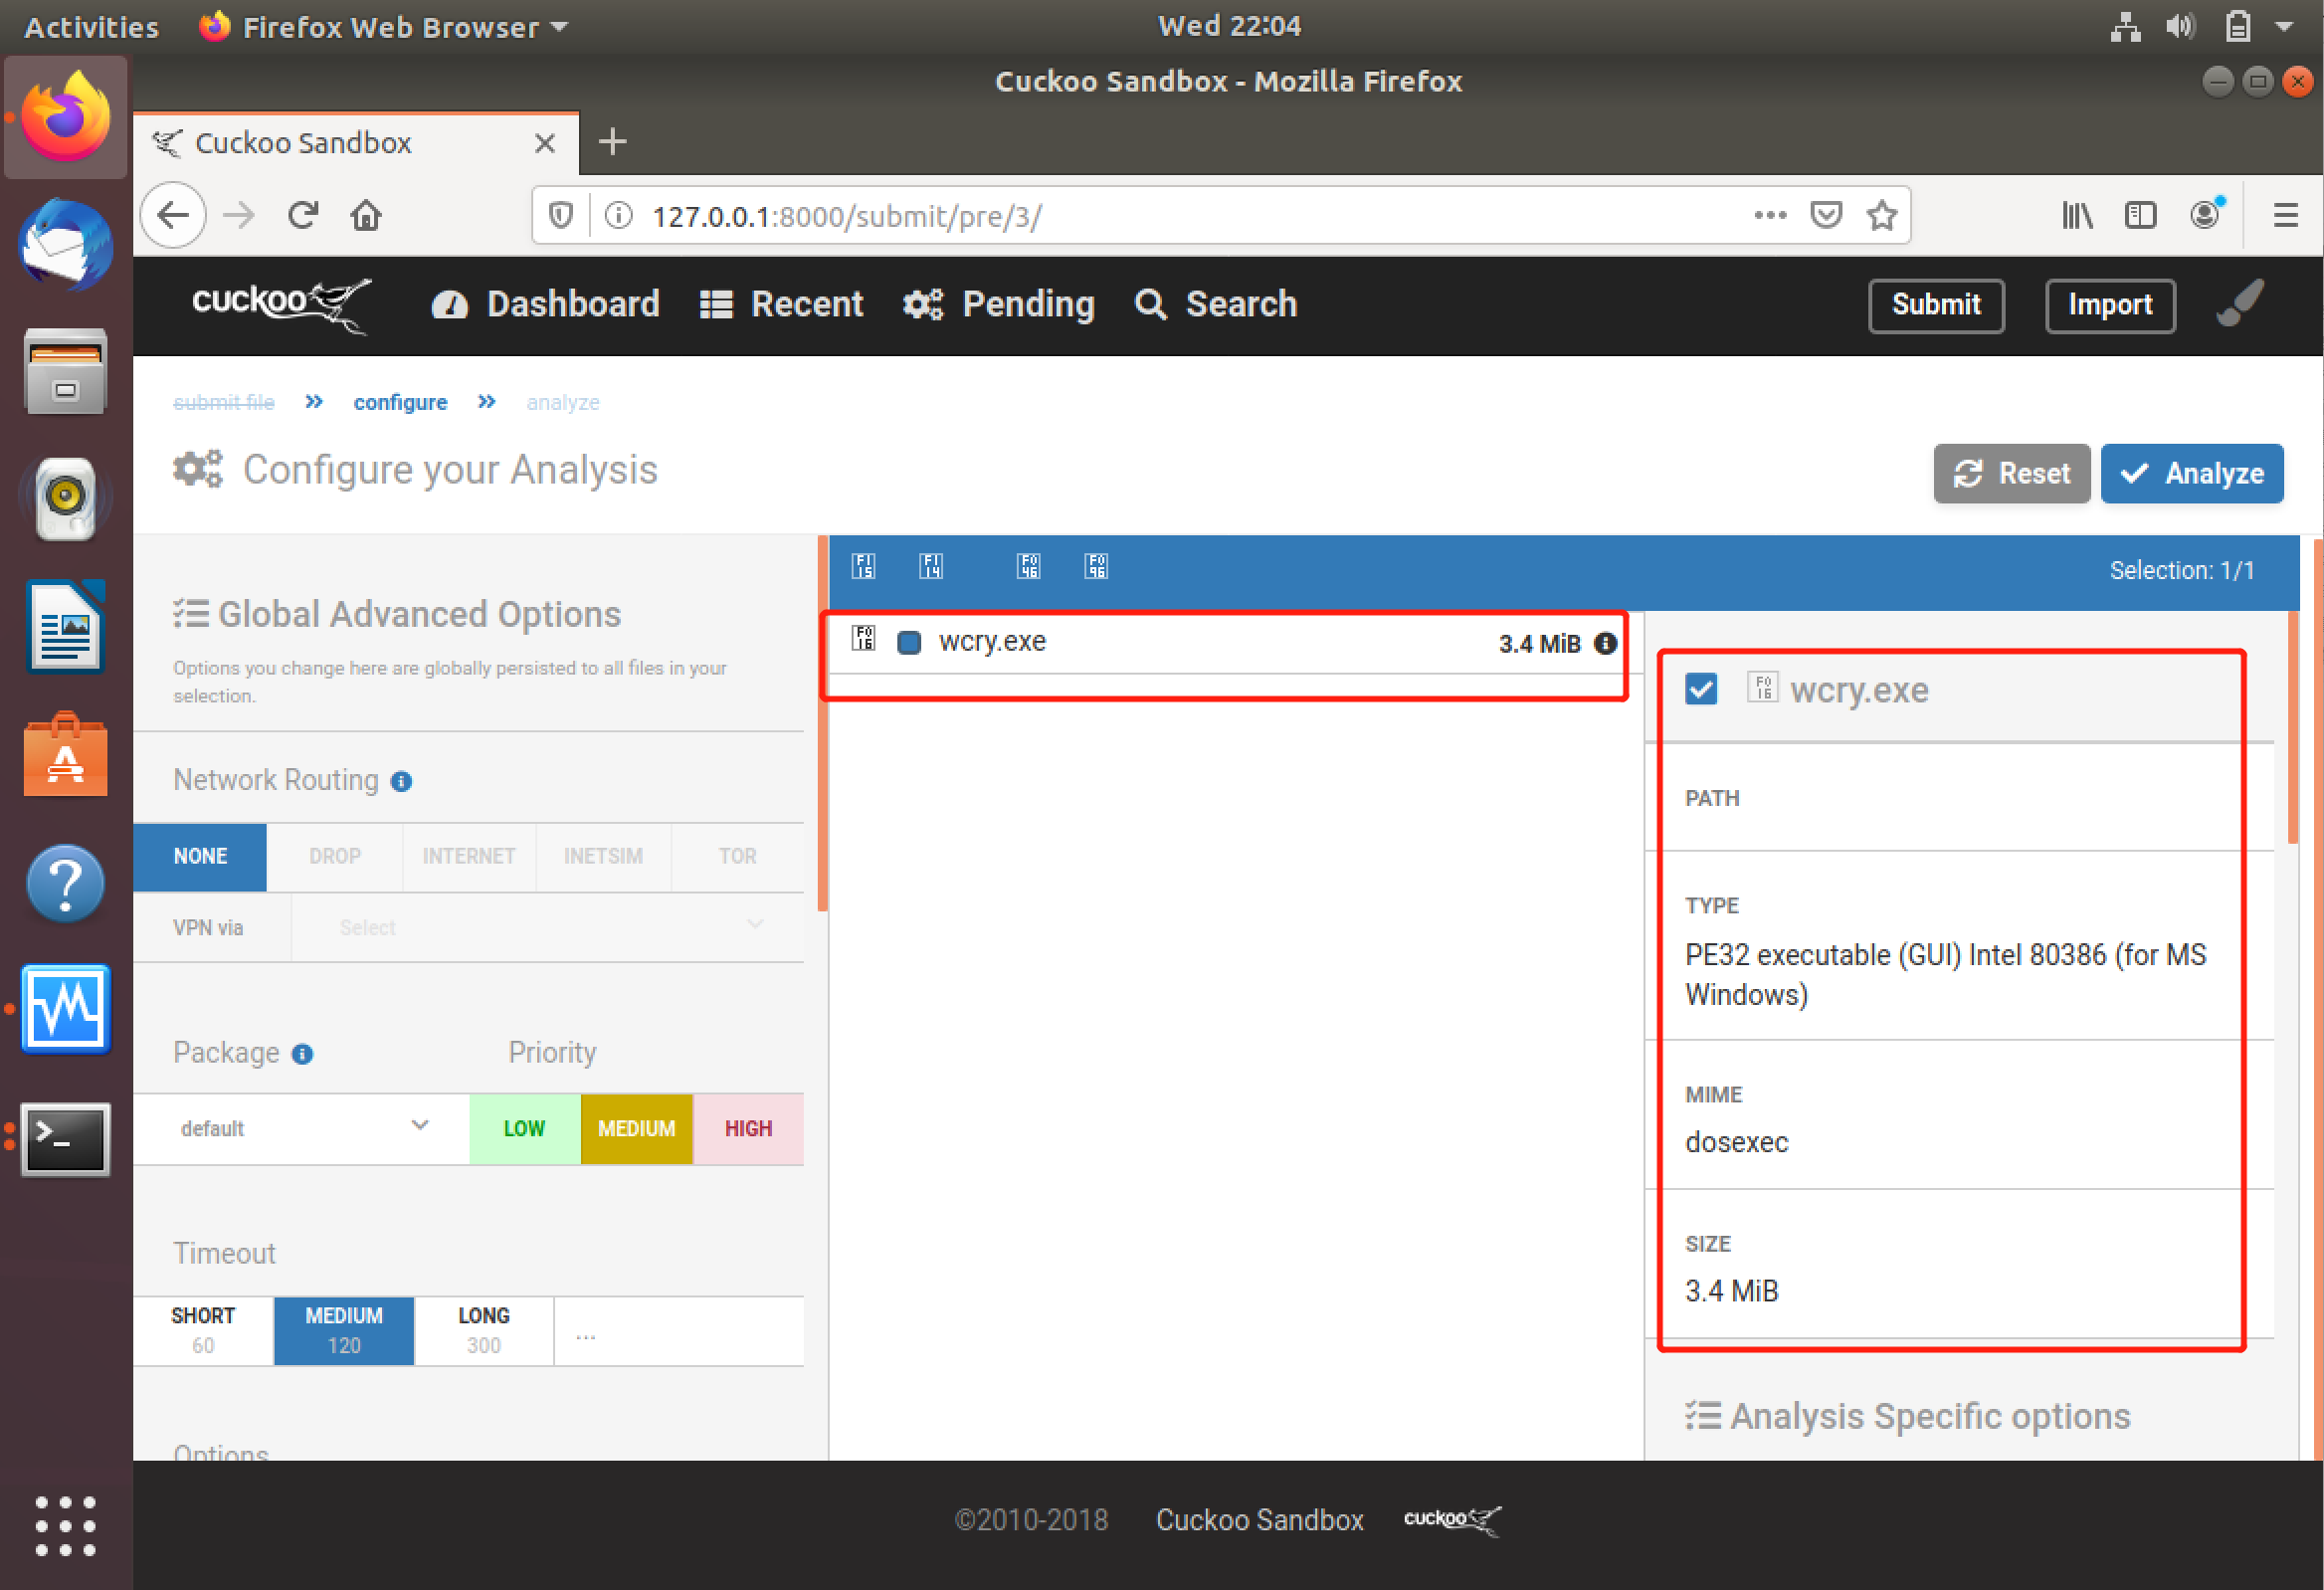 Activities Firefox Web Browser Wed 22:04
Cuckoo Sandbox - Mozilla Firefox
Cuckoo Sandbox
127.0.0.1:8000/submit/pre/3/
cuckoo Dashboard Recent Pending Search Submit Import
submit file » configure » analyze
Configure your Analysis Reset Analyze
Selection: 1/1
Global Advanced Options
Options you change here are globally persisted to all files in your
selection.
Network Routing
NONE DROP INTERNET INETSIM TOR
VPN via Select
Package Priority
default LOW MEDIUM HIGH
Timeout
SHORT MEDIUM LONG ...
60 120 300
Options
wcry.exe 3.4 MiB
wcry.exe
PATH
TYPE
PE32 executable (GUI) Intel 80386 (for MS
Windows)
MIME
dosexec
SIZE
3.4 MiB
Analysis Specific options
©2010-2018 Cuckoo Sandbox cuckoo